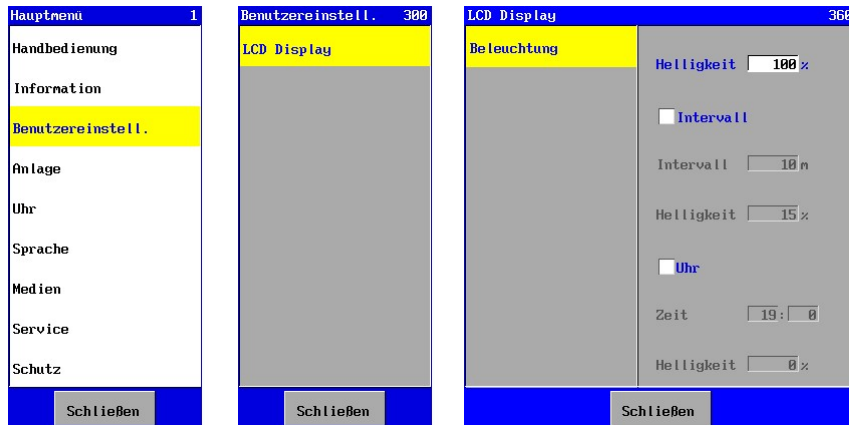 Hauptmenü 1
Handbedienung
Information
Benutzereinstell.
Anlage
Uhr
Sprache
Medien
Service
Schutz
Schließen
Benutzereinstell. 300
LCD Display
Schließen
LCD Display 360
Beleuchtung
Helligkeit 100 %
Intervall
Intervall 10 m
Helligkeit 15 %
Uhr
Zeit 19 : 0
Helligkeit 0 %
Schließen